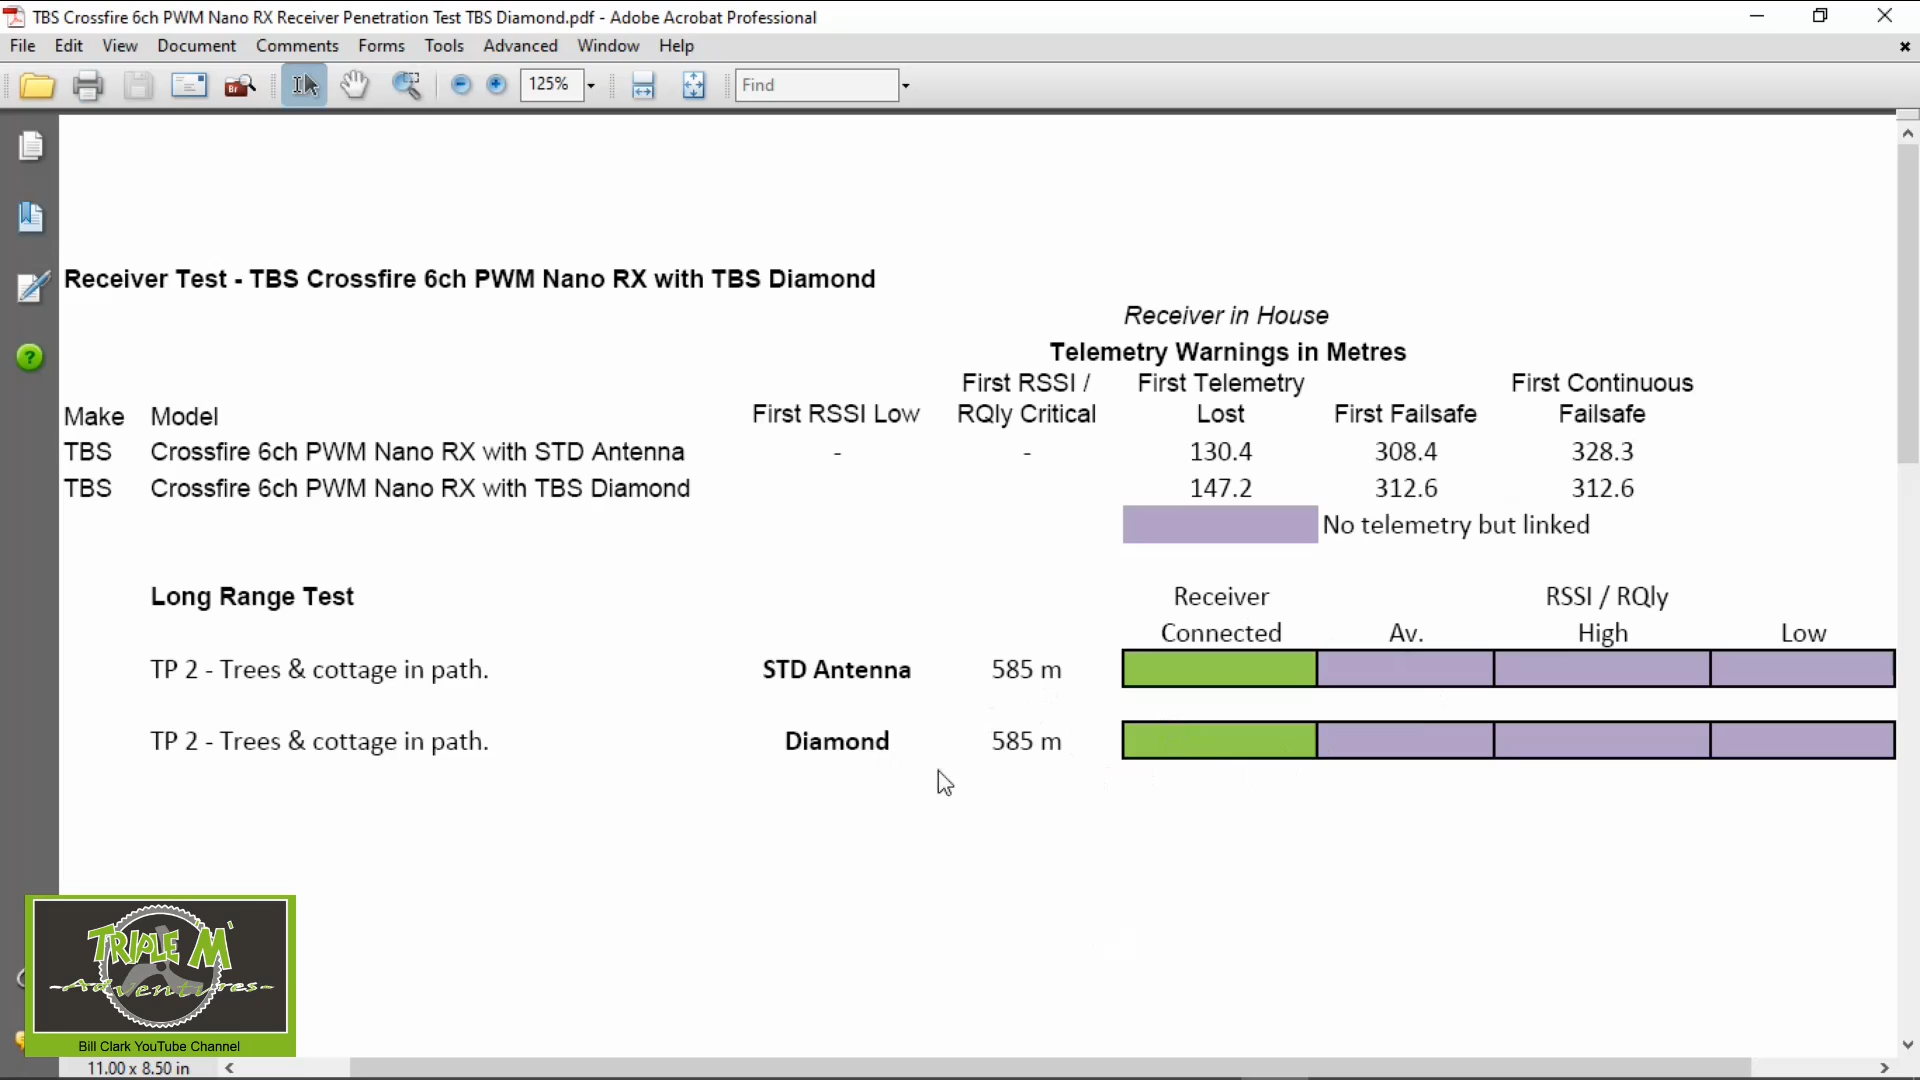 TBS Crossfire 6ch PWM Nano RX Receiver Penetration Test TBS Diamond.pdf - Adobe Acrobat Professional
File Edit View Document Comments Forms Tools Advanced Window Help
Br 125% Find
Receiver Test - TBS Crossfire 6ch PWM Nano RX with TBS Diamond
Receiver in House
Telemetry Warnings in Metres
First RSSI / First Telemetry First Continuous
Make Model First RSSI Low RQly Critical Lost First Failsafe Failsafe
TBS Crossfire 6ch PWM Nano RX with STD Antenna - - 130.4 308.4 328.3
TBS Crossfire 6ch PWM Nano RX with TBS Diamond 147.2 312.6 312.6
No telemetry but linked
Long Range Test Receiver RSSI / RQly
Connected Av. High Low
TP 2 - Trees & cottage in path. STD Antenna 585 m
TP 2 - Trees & cottage in path. Diamond 585 m
TRIPLE M
-Adventures-
Bill Clark YouTube Channel
11.00 x 8.50 in